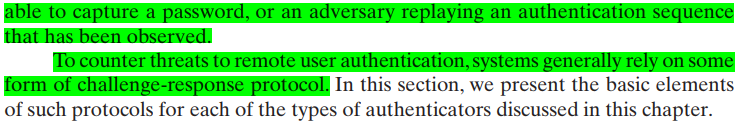 able to capture a password, or an adversary replaying an authentication sequence
that has been observed.
To counter threats to remote user authentication, systems generally rely on some
form of challenge-response protocol. In this section, we present the basic elements
of such protocols for each of the types of authenticators discussed in this chapter.